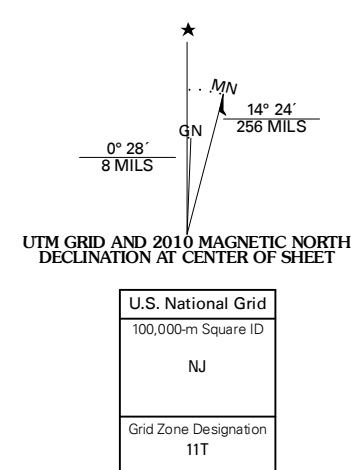 ★
MN
GN
14° 24´
256 MILS
0° 28´
8 MILS
UTM GRID AND 2010 MAGNETIC NORTH
DECLINATION AT CENTER OF SHEET
U.S. National Grid
100,000-m Square ID
NJ
Grid Zone Designation
11T